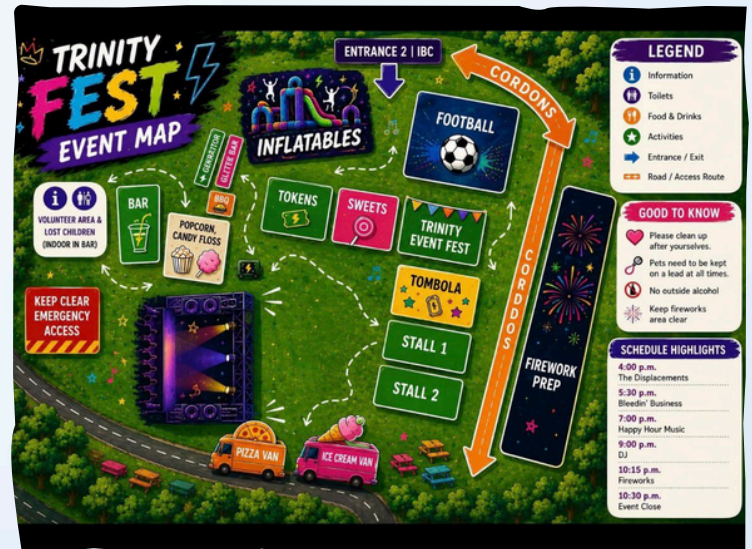 TRINITY
FEST
EVENT MAP
ENTRANCE 2 | IBC
CORDONS
INFLATABLES
FOOTBALL
GLITER BAR
BBQ
TOKENS
SWEETS
TRINITY
EVENT FEST
VOLUNTEER AREA &
LOST CHILDREN
(INDOOR IN BAR)
BAR
POPCORN,
CANDY FLOSS
KEEP CLEAR
EMERGENCY
ACCESS
TOMBOLA
STALL 1
STALL 2
CORDDOS
FIREWORK
PREP
PIZZA VAN
ICE CREAM VAN
LEGEND
Information
Toilets
Food & Drinks
Activities
Entrance / Exit
Road / Access Route
GOOD TO KNOW
Please clean up
after yourselves.
Pets need to be kept
on a lead at all times.
No outside alcohol
Keep fireworks
area clear
SCHEDULE HIGHLIGHTS
4:00 p.m.
The Displacements
5:30 p.m.
Bleedin' Business
7:00 p.m.
Happy Hour Music
9:00 p.m.
DJ
10:15 p.m.
Fireworks
10:30 p.m.
Event Close